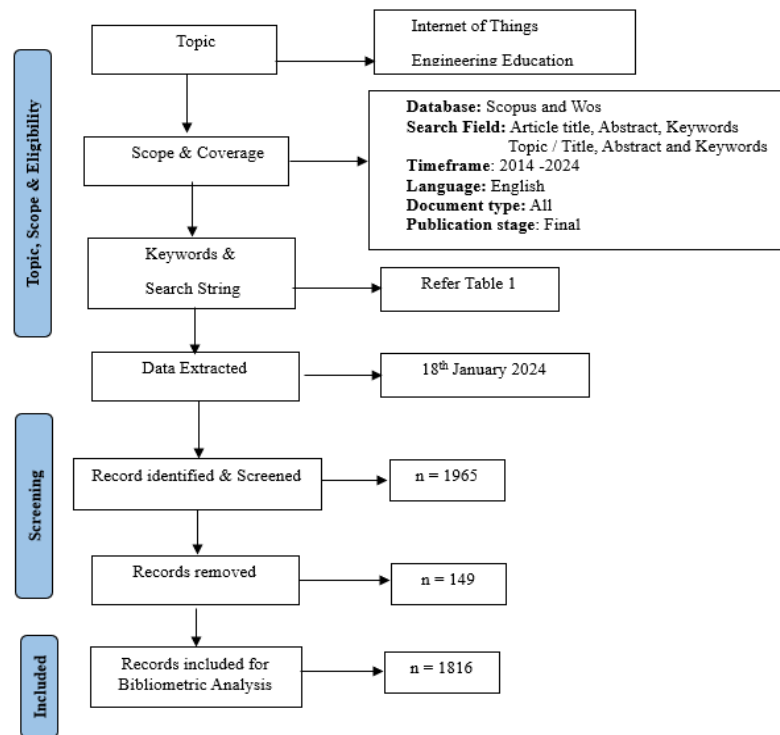 Topic
Internet of Things
Engineering Education
Scope & Coverage
Database: Scopus and Wos
Search Field: Article title, Abstract, Keywords
Topic / Title, Abstract and Keywords
Timeframe: 2014 -2024
Language: English
Document type: All
Publication stage: Final
Keywords &
Search String
Refer Table 1
Data Extracted
18th January 2024
Topic, Scope & Eligibility
Record identified & Screened
n = 1965
Records removed
n = 149
Screening
Records included for
Bibliometric Analysis
n = 1816
Included